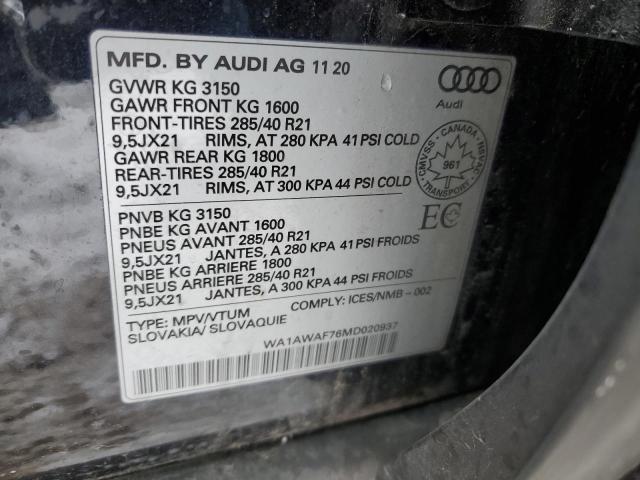 MFD. BY AUDI AG 11 20
GVWR KG 3150
GAWR FRONT KG 1600
FRONT-TIRES 285/40 R21
9,5JX21 RIMS, AT 280 KPA 41 PSI COLD
GAWR REAR KG 1800
REAR-TIRES 285/40 R21
9,5JX21 RIMS, AT 300 KPA 44 PSI COLD
Audi
CMVSS - CANADA - NSVAC
961
TRANSPORT
PNVB KG 3150
PNBE KG AVANT 1600
PNEUS AVANT 285/40 R21
9,5JX21 JANTES, A 280 KPA 41 PSI FROIDS
PNBE KG ARRIERE 1800
PNEUS ARRIERE 285/40 R21
9,5JX21 JANTES, A 300 KPA 44 PSI FROIDS
EC
TYPE: MPV/VTUM COMPLY: ICES/NMB - 002
SLOVAKIA/ SLOVAQUIE
WA1AWAF76MD020937